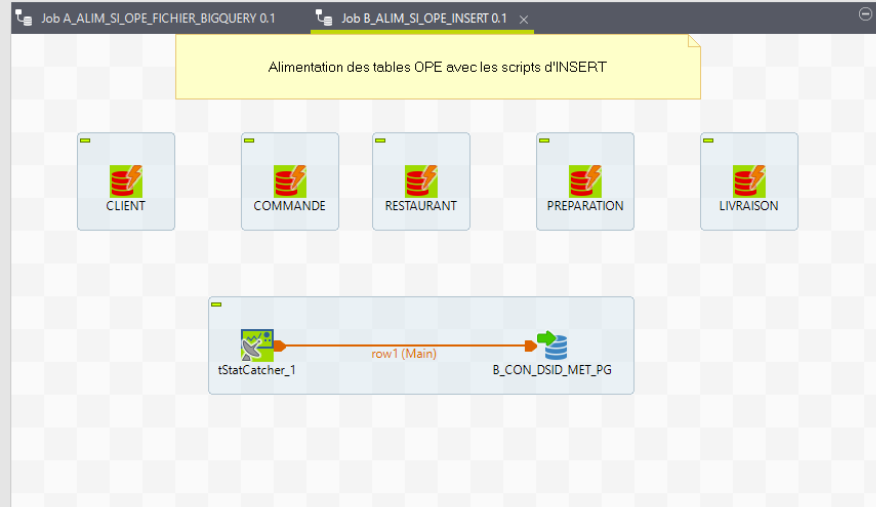 Job A_ALIM_SI_OPE_FICHIER_BIGQUERY 0.1
Job B_ALIM_SI_OPE_INSERT 0.1
Alimentation des tables OPE avec les scripts d'INSERT
CLIENT
COMMANDE
RESTAURANT
PREPARATION
LIVRAISON
row1 (Main)
tStatCatcher_1
B_CON_DSID_MET_PG